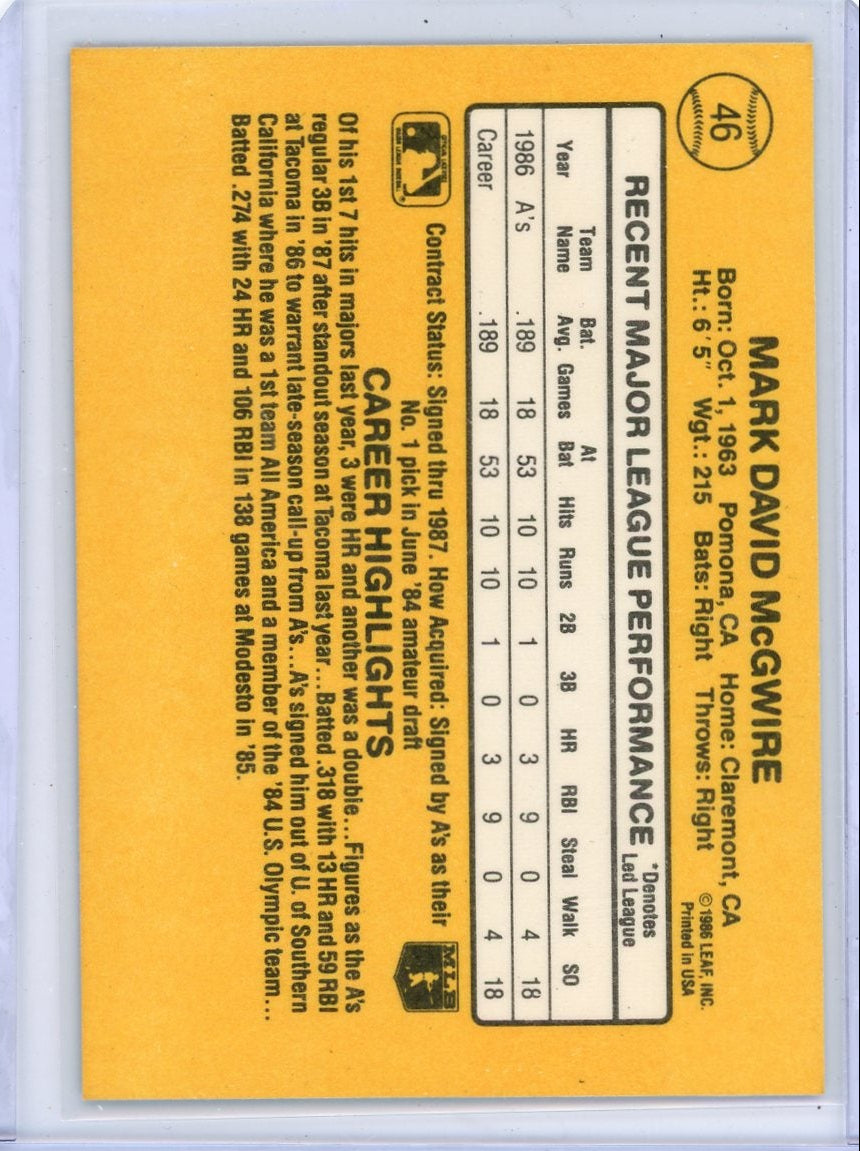 46
MARK DAVID McGWIRE
Born: Oct. 1, 1963 Pomona, CA Home: Claremont, CA
Ht.: 6'5" Wgt.: 215 Bats: Right Throws: Right
© 1986 LEAF, INC.
Printed in USA
RECENT MAJOR LEAGUE PERFORMANCE
*Denotes
Led League
Year Team Name Bat. Avg. Games At Bat Hits Runs 2B 3B HR RBI Steal Walk SO
1986 A's .189 18 53 10 10 1 0 3 9 0 4 18
Career .189 18 53 10 10 1 0 3 9 0 4 18
Contract Status: Signed thru 1987. How Acquired: Signed by A's as their
No. 1 pick in June '84 amateur draft
MLB
CAREER HIGHLIGHTS
Of his 1st 7 hits in majors last year, 3 were HR and another was a double...Figures as the A's
regular 3B in '87 after standout season at Tacoma last year...Batted .318 with 13 HR and 59 RBI
at Tacoma in '86 to warrant late-season call-up from A's...A's signed him out of U. of Southern
California where he was a 1st team All America and a member of the '84 U.S. Olympic team...
Batted .274 with 24 HR and 106 RBI in 138 games at Modesto in '85.